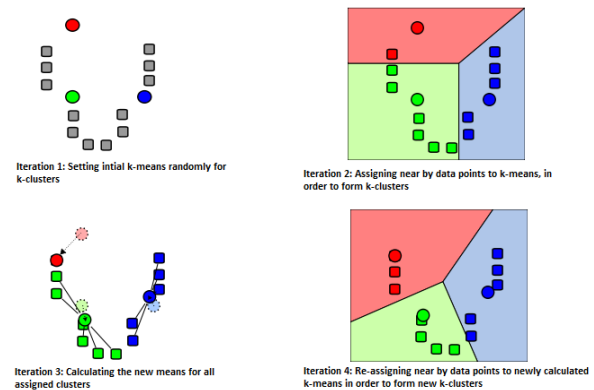 Iteration 1: Setting intial k-means randomly for
k-clusters
Iteration 2: Assigning near by data points to k-means, in
order to form k-clusters
Iteration 3: Calculating the new means for all
assigned clusters
Iteration 4: Re-assigning near by data points to newly calculated
k-means in order to form new k-clusters